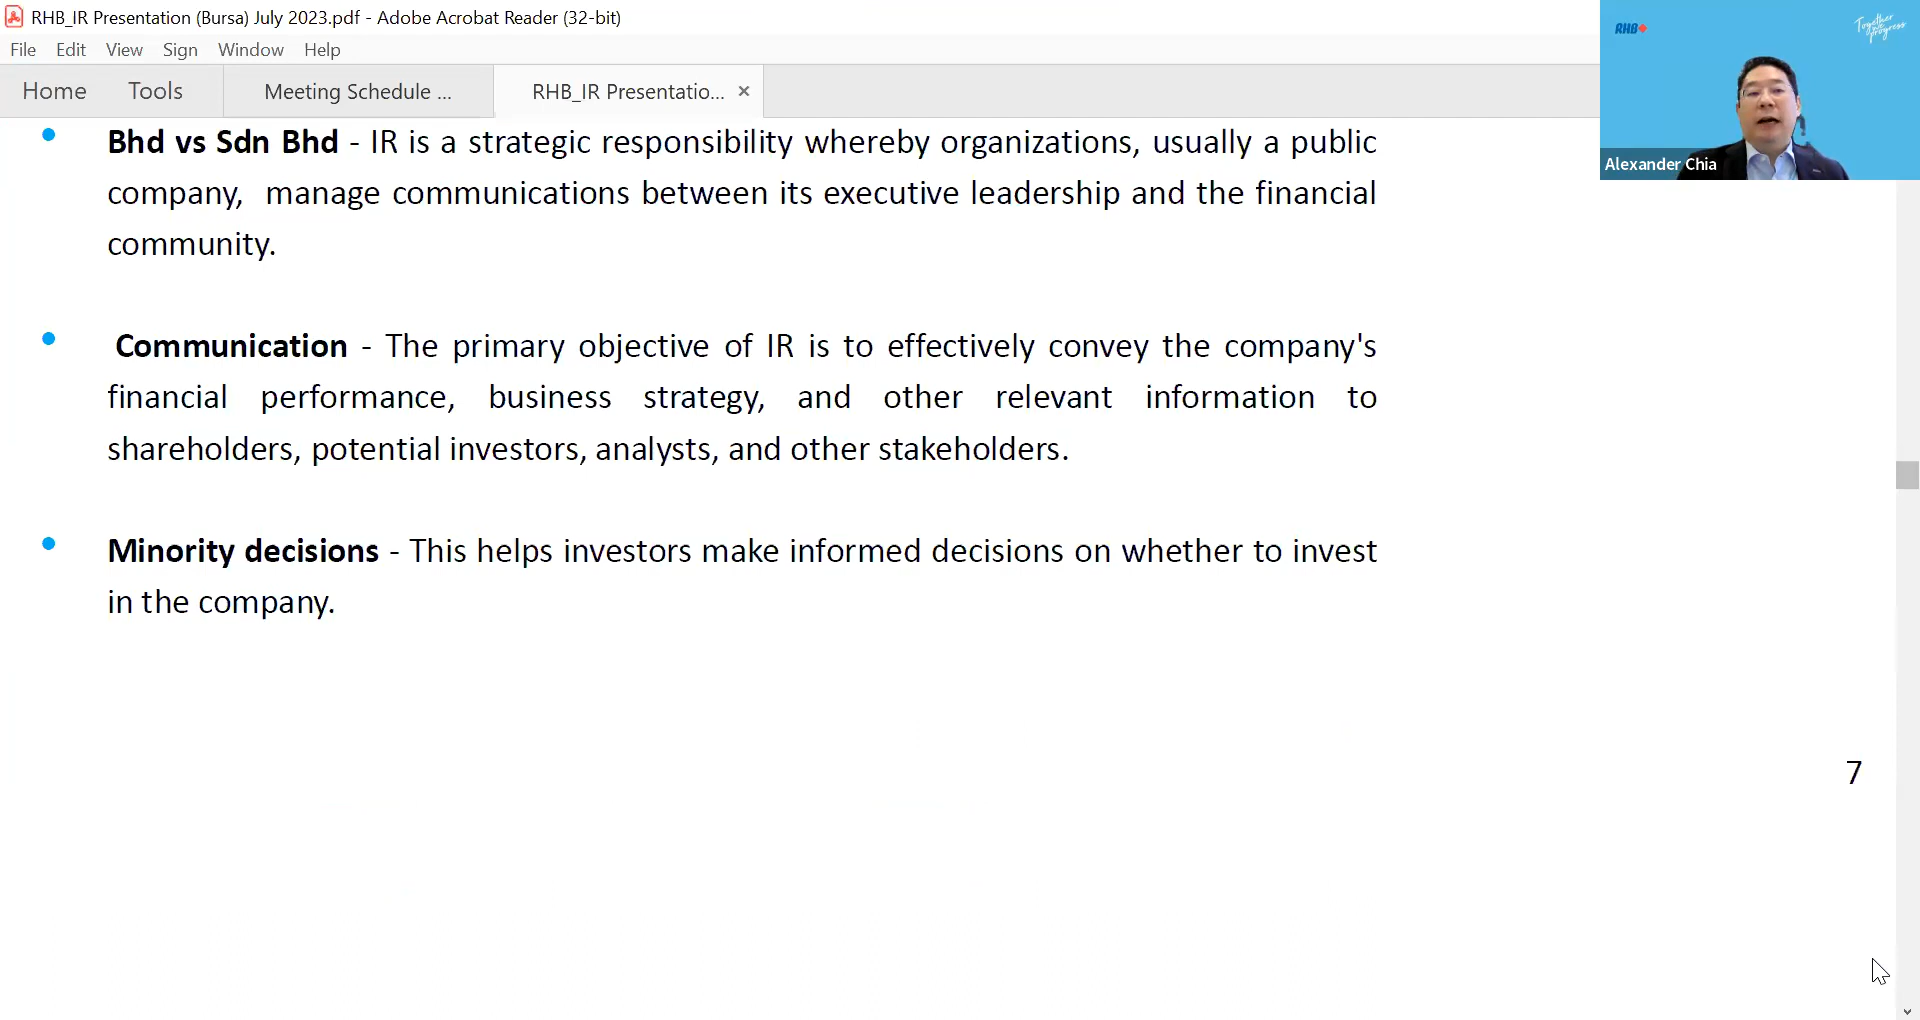 RHB_IR Presentation (Bursa) July 2023.pdf - Adobe Acrobat Reader (32-bit)
File Edit View Sign Window Help
Home Tools Meeting Schedule ... RHB_IR Presentatio... ×
RHB
Together we progress
Alexander Chia
• Bhd vs Sdn Bhd - IR is a strategic responsibility whereby organizations, usually a public
company, manage communications between its executive leadership and the financial
community.
• Communication - The primary objective of IR is to effectively convey the company's
financial performance, business strategy, and other relevant information to
shareholders, potential investors, analysts, and other stakeholders.
• Minority decisions - This helps investors make informed decisions on whether to invest
in the company.
7